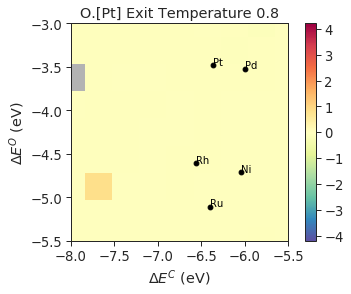 O.[Pt] Exit Temperature 0.8
−3.0
−3.5
−4.0
−4.5
−5.0
−5.5
ΔE^O (eV)
Pt
Pd
Rh
Ni
Ru
−8.0 −7.5 −7.0 −6.5 −6.0 −5.5
ΔE^C (eV)
4
3
2
1
0
−1
−2
−3
−4